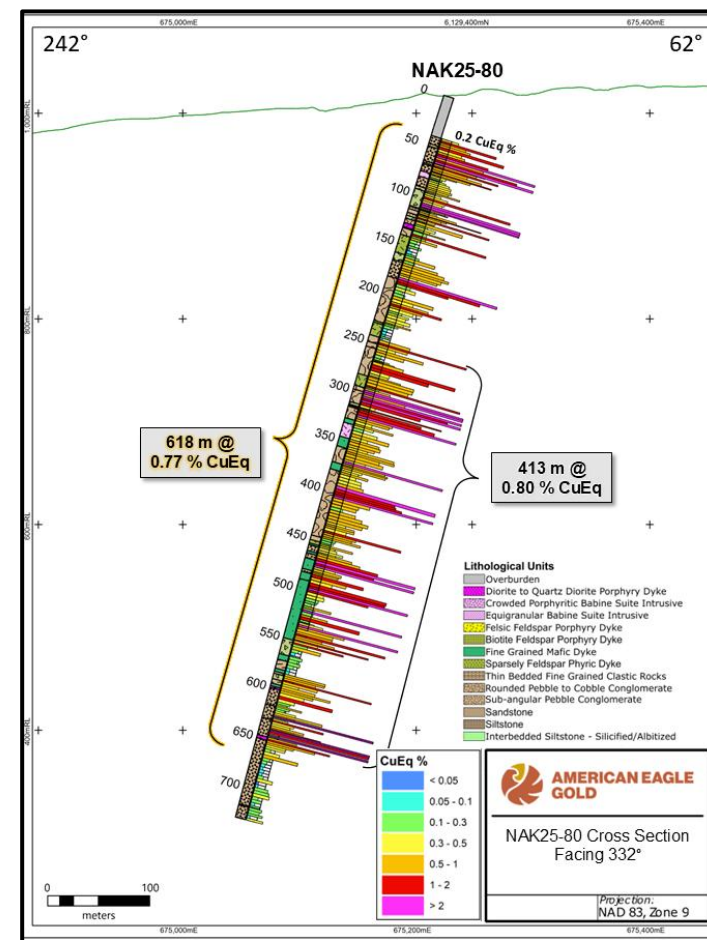 675,000mE
6,129,400mN
675,400mE
242°
62°
NAK25-80
0
1,000mRL
50
0.2 CuEq %
100
150
200
800mRL
250
300
350
618 m @
0.77 % CuEq
413 m @
0.80 % CuEq
400
450
600mRL
500
550
600
650
400mRL
700
Lithological Units
Overburden
Diorite to Quartz Diorite Porphyry Dyke
Crowded Porphyritic Babine Suite Intrusive
Equigranular Babine Suite Intrusive
Felsic Feldspar Porphyry Dyke
Biotite Feldspar Porphyry Dyke
Fine Grained Mafic Dyke
Sparsely Feldspar Phyric Dyke
Thin Bedded Fine Grained Clastic Rocks
Rounded Pebble to Cobble Conglomerate
Sub-angular Pebble Conglomerate
Sandstone
Siltstone
Interbedded Siltstone - Silicified/Albitized
CuEq %
< 0.05
0.05 - 0.1
0.1 - 0.3
0.3 - 0.5
0.5 - 1
1 - 2
> 2
AMERICAN EAGLE
GOLD
NAK25-80 Cross Section
Facing 332°
Projection:
NAD 83, Zone 9
0
100
meters
675,000mE
675,200mE
675,400mE